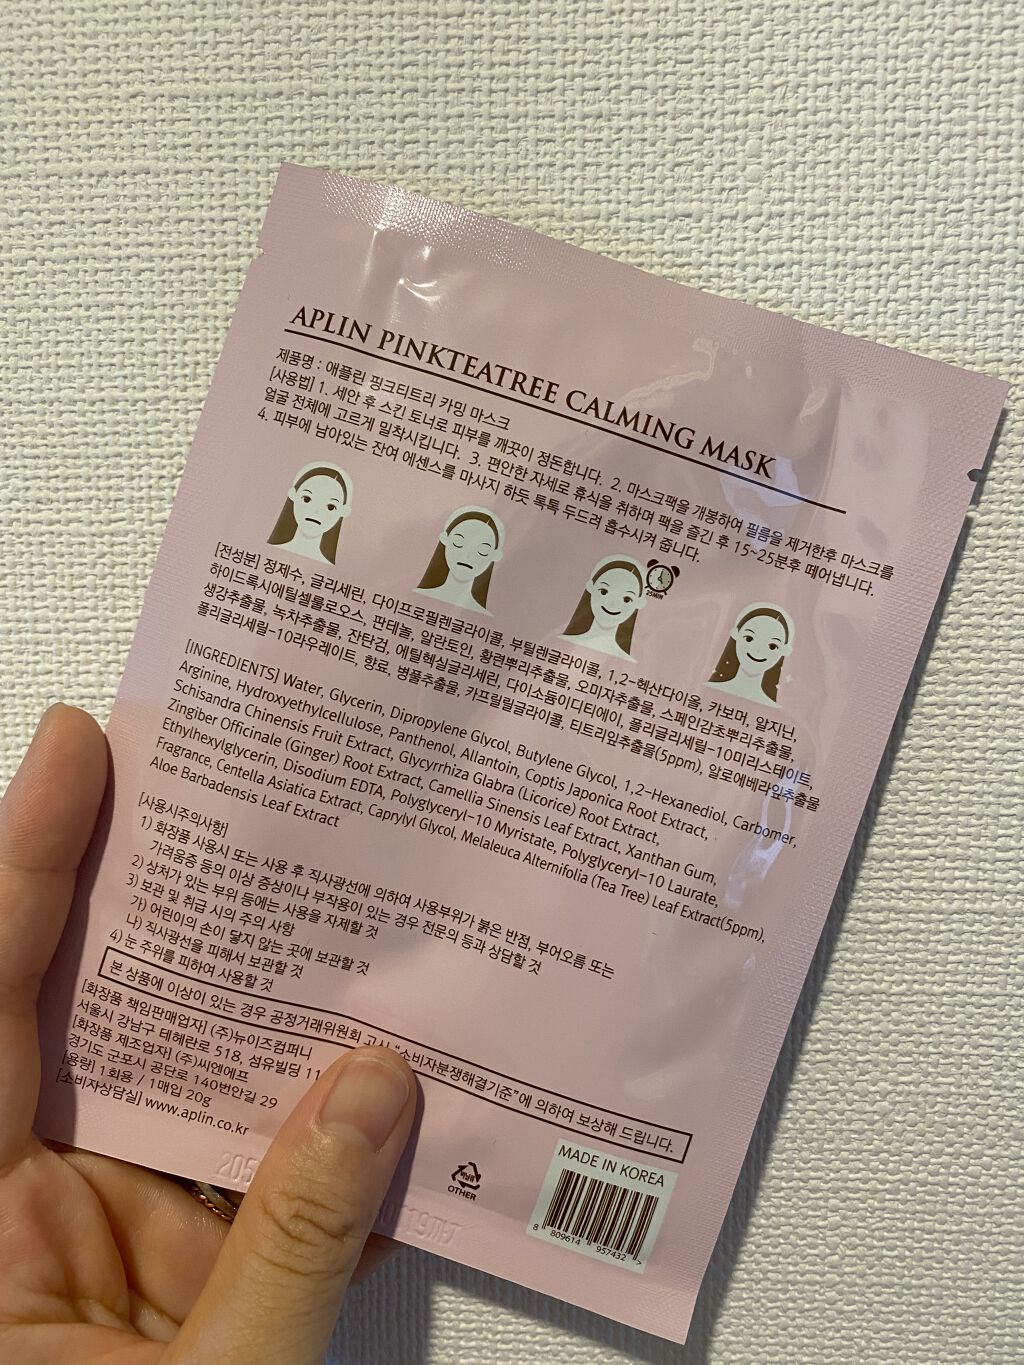 APLIN PINKTEATREE CALMING MASK
제품명 : 애플린 핑크티트리 카밍 마스크
[사용법] 1. 세안 후 스킨 토너로 피부를 깨끗이 정돈합니다. 2. 마스크팩을 개봉하여 필름을 제거한후 마스크를
얼굴 전체에 고르게 밀착시킵니다. 3. 편안한 자세로 휴식을 취하며 팩을 즐긴 후 15~25분후 떼어냅니다.
4. 피부에 남아있는 잔여 에센스를 마사지 하듯 톡톡 두드려 흡수시켜 줍니다.
25MIN
[전성분] 정제수, 글리세린, 다이프로필렌글라이콜, 부틸렌글라이콜, 1,2-헥산다이올, 카보머, 알지닌,
하이드록시에틸셀룰로오스, 판테놀, 알란토인, 황련뿌리추출물, 오미자추출물, 스페인감초뿌리추출물,
생강추출물, 녹차추출물, 잔탄검, 에틸헥실글리세린, 다이소듐이디티에이, 폴리글리세릴-10미리스테이트,
폴리글리세릴-10라우레이트, 향료, 병풀추출물, 카프릴릴글라이콜, 티트리잎추출물(5ppm), 알로에베라잎추출물
[INGREDIENTS] Water, Glycerin, Dipropylene Glycol, Butylene Glycol, 1,2-Hexanediol, Carbomer,
Arginine, Hydroxyethylcellulose, Panthenol, Allantoin, Coptis Japonica Root Extract,
Schisandra Chinensis Fruit Extract, Glycyrrhiza Glabra (Licorice) Root Extract,
Zingiber Officinale (Ginger) Root Extract, Camellia Sinensis Leaf Extract, Xanthan Gum,
Ethylhexylglycerin, Disodium EDTA, Polyglyceryl-10 Myristate, Polyglyceryl-10 Laurate,
Fragrance, Centella Asiatica Extract, Caprylyl Glycol, Melaleuca Alternifolia (Tea Tree) Leaf Extract(5ppm),
Aloe Barbadensis Leaf Extract
[사용시주의사항]
1) 화장품 사용시 또는 사용 후 직사광선에 의하여 사용부위가 붉은 반점, 부어오름 또는
가려움증 등의 이상 증상이나 부작용이 있는 경우 전문의 등과 상담할 것
2) 상처가 있는 부위 등에는 사용을 자제할 것
3) 보관 및 취급 시의 주의 사항
가) 어린이의 손이 닿지 않는 곳에 보관할 것
나) 직사광선을 피해서 보관할 것
4) 눈 주위를 피하여 사용할 것
본 상품에 이상이 있는 경우 공정거래위원회 고시 "소비자분쟁해결기준"에 의하여 보상해 드립니다.
[화장품 책임판매업자] (주)뉴이즈컴퍼니
서울시 강남구 테헤란로 518, 섬유빌딩 11
[화장품 제조업자] (주)씨엔에프
경기도 군포시 공단로 140번안길 29
[용량] 1회용 / 1매입 20g
[소비자상담실] www.aplin.co.kr
OTHER
MADE IN KOREA
8 809614 957432 >